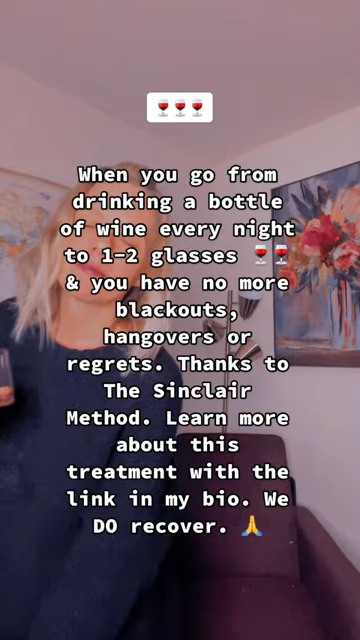 🍷🍷🍷
When you go from
drinking a bottle
of wine every night
to 1-2 glasses 🍷🍷
& you have no more
blackouts,
hangovers or
regrets. Thanks to
The Sinclair
Method. Learn more
about this
treatment with the
link in my bio. We
DO recover. 🙏